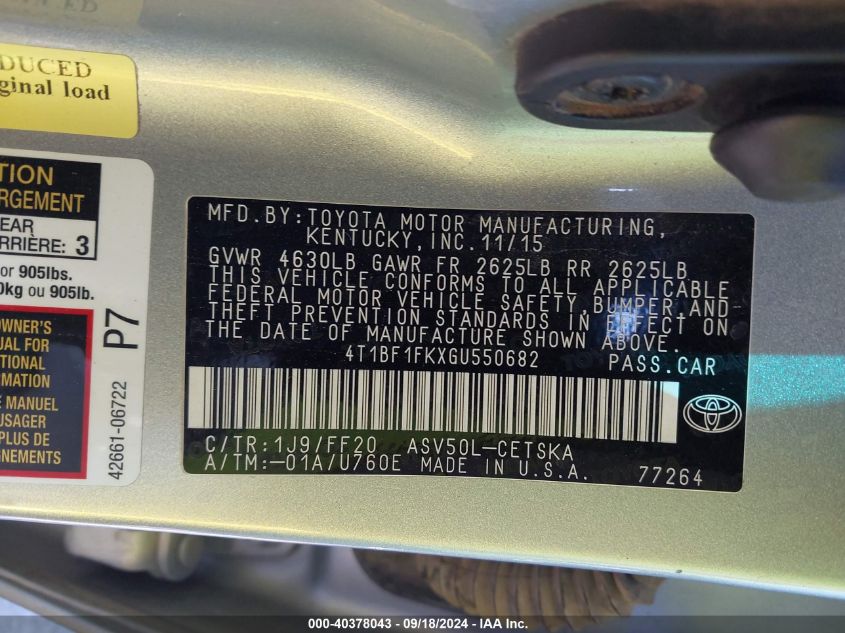 DUCED
ginal load
TION
RGEMENT
EAR
RRIÈRE: 3
or 905lbs.
0kg ou 905lb.
OWNER'S
UAL FOR
TIONAL
RMATION
E MANUEL
USAGER
PLUS DE
IGNEMENTS
P7
42661-06722
MFD.BY:TOYOTA MOTOR MANUFACTURING,
KENTUCKY,INC.11/15
GVWR 4630LB GAWR FR 2625LB RR 2625LB
THIS VEHICLE CONFORMS TO ALL APPLICABLE
FEDERAL MOTOR VEHICLE SAFETY,BUMPER,AND
THEFT PREVENTION STANDARDS IN EFFECT ON
THE DATE OF MANUFACTURE SHOWN ABOVE.
4T1BF1FKXGU550682 PASS.CAR
C/TR:1J9/FF20 ASV50L-CETSKA
A/TM:-01A/U760E MADE IN U.S.A. 77264
000-40378043 - 09/18/2024 - IAA Inc.